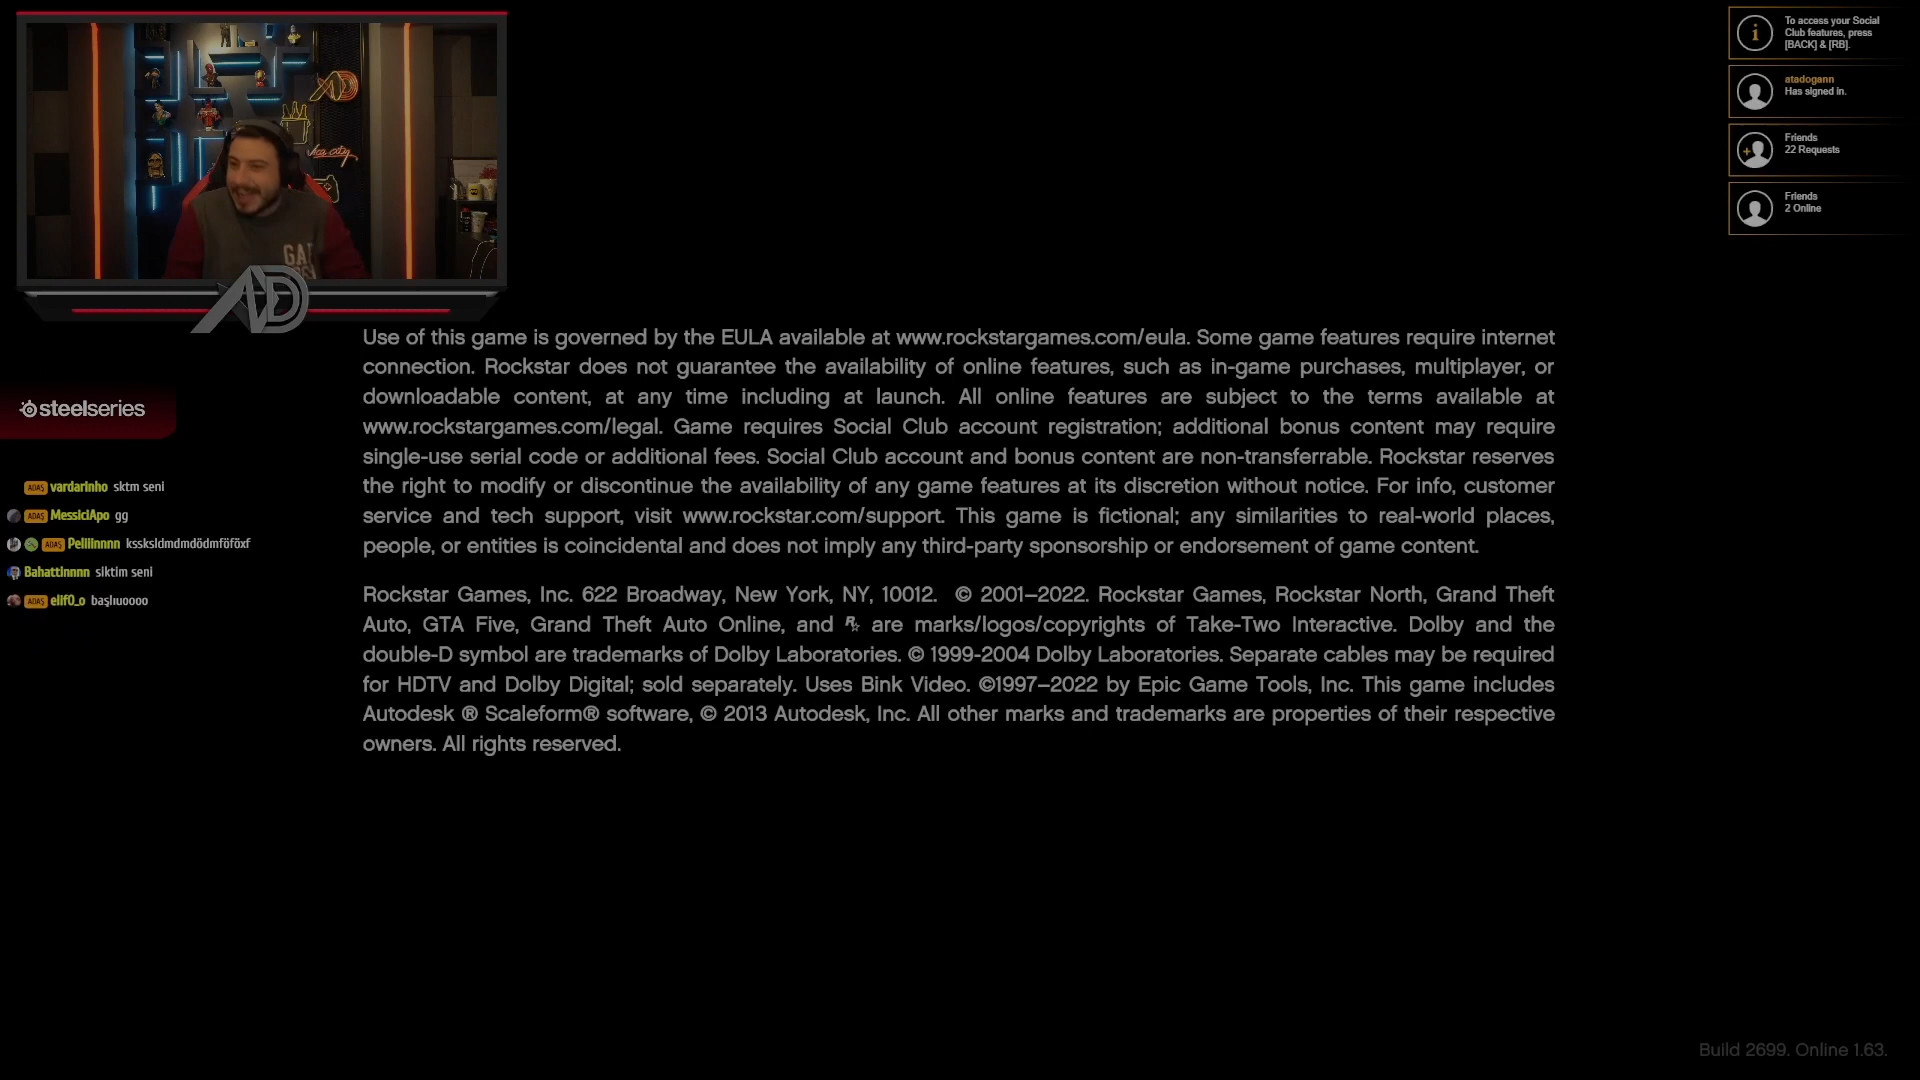 vice city
GAT
AD
steelseries
ADAŞ vardarinho sktm seni
ADAŞ MessiciApo gg
ADAŞ Peliiinnnn kssksldmdmdödmföföxf
Bahattinnnn siktim seni
ADAŞ elif0_o başlıuoooo
To access your Social
Club features, press
[BACK] & [RB].
atadogann
Has signed in.
Friends
22 Requests
Friends
2 Online
Use of this game is governed by the EULA available at www.rockstargames.com/eula. Some game features require internet
connection. Rockstar does not guarantee the availability of online features, such as in-game purchases, multiplayer, or
downloadable content, at any time including at launch. All online features are subject to the terms available at
www.rockstargames.com/legal. Game requires Social Club account registration; additional bonus content may require
single-use serial code or additional fees. Social Club account and bonus content are non-transferrable. Rockstar reserves
the right to modify or discontinue the availability of any game features at its discretion without notice. For info, customer
service and tech support, visit www.rockstar.com/support. This game is fictional; any similarities to real-world places,
people, or entities is coincidental and does not imply any third-party sponsorship or endorsement of game content.
Rockstar Games, Inc. 622 Broadway, New York, NY, 10012. © 2001–2022. Rockstar Games, Rockstar North, Grand Theft
Auto, GTA Five, Grand Theft Auto Online, and R* are marks/logos/copyrights of Take-Two Interactive. Dolby and the
double-D symbol are trademarks of Dolby Laboratories. © 1999-2004 Dolby Laboratories. Separate cables may be required
for HDTV and Dolby Digital; sold separately. Uses Bink Video. ©1997–2022 by Epic Game Tools, Inc. This game includes
Autodesk ® Scaleform® software, © 2013 Autodesk, Inc. All other marks and trademarks are properties of their respective
owners. All rights reserved.
Build 2699. Online 1.63.